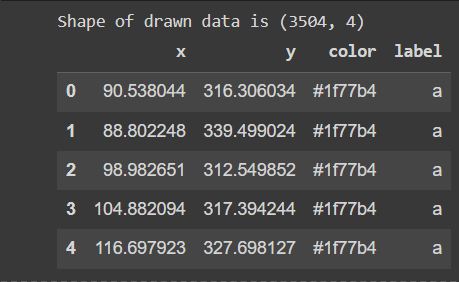 Shape of drawn data is (3504, 4)
x y color label
0 90.538044 316.306034 #1f77b4 a
1 88.802248 339.499024 #1f77b4 a
2 98.982651 312.549852 #1f77b4 a
3 104.882094 317.394244 #1f77b4 a
4 116.697923 327.698127 #1f77b4 a